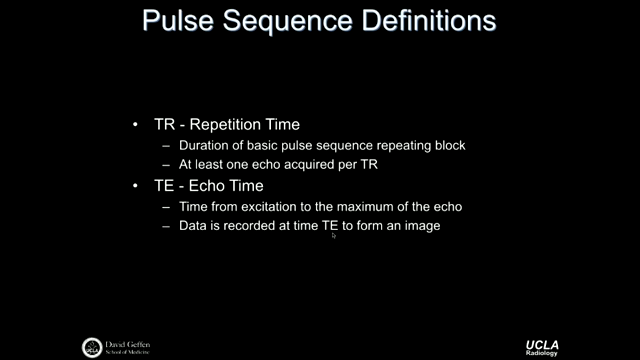 Pulse Sequence Definitions
• TR - Repetition Time
– Duration of basic pulse sequence repeating block
– At least one echo acquired per TR
• TE - Echo Time
– Time from excitation to the maximum of the echo
– Data is recorded at time TE to form an image
UCLA
David Geffen
School of Medicine
UCLA
Radiology